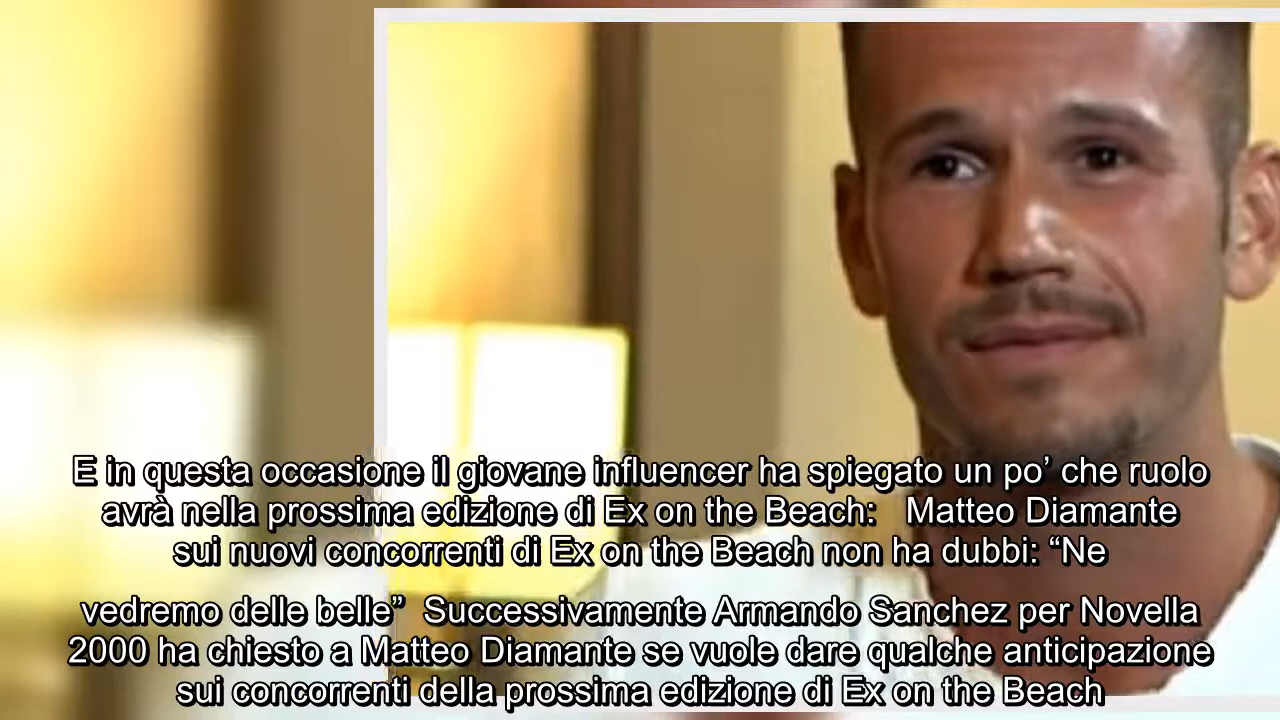 E in questa occasione il giovane influencer ha spiegato un po’ che ruolo
avrà nella prossima edizione di Ex on the Beach:   Matteo Diamante
sui nuovi concorrenti di Ex on the Beach non ha dubbi: “Ne
vedremo delle belle”  Successivamente Armando Sanchez per Novella
2000 ha chiesto a Matteo Diamante se vuole dare qualche anticipazione
sui concorrenti della prossima edizione di Ex on the Beach